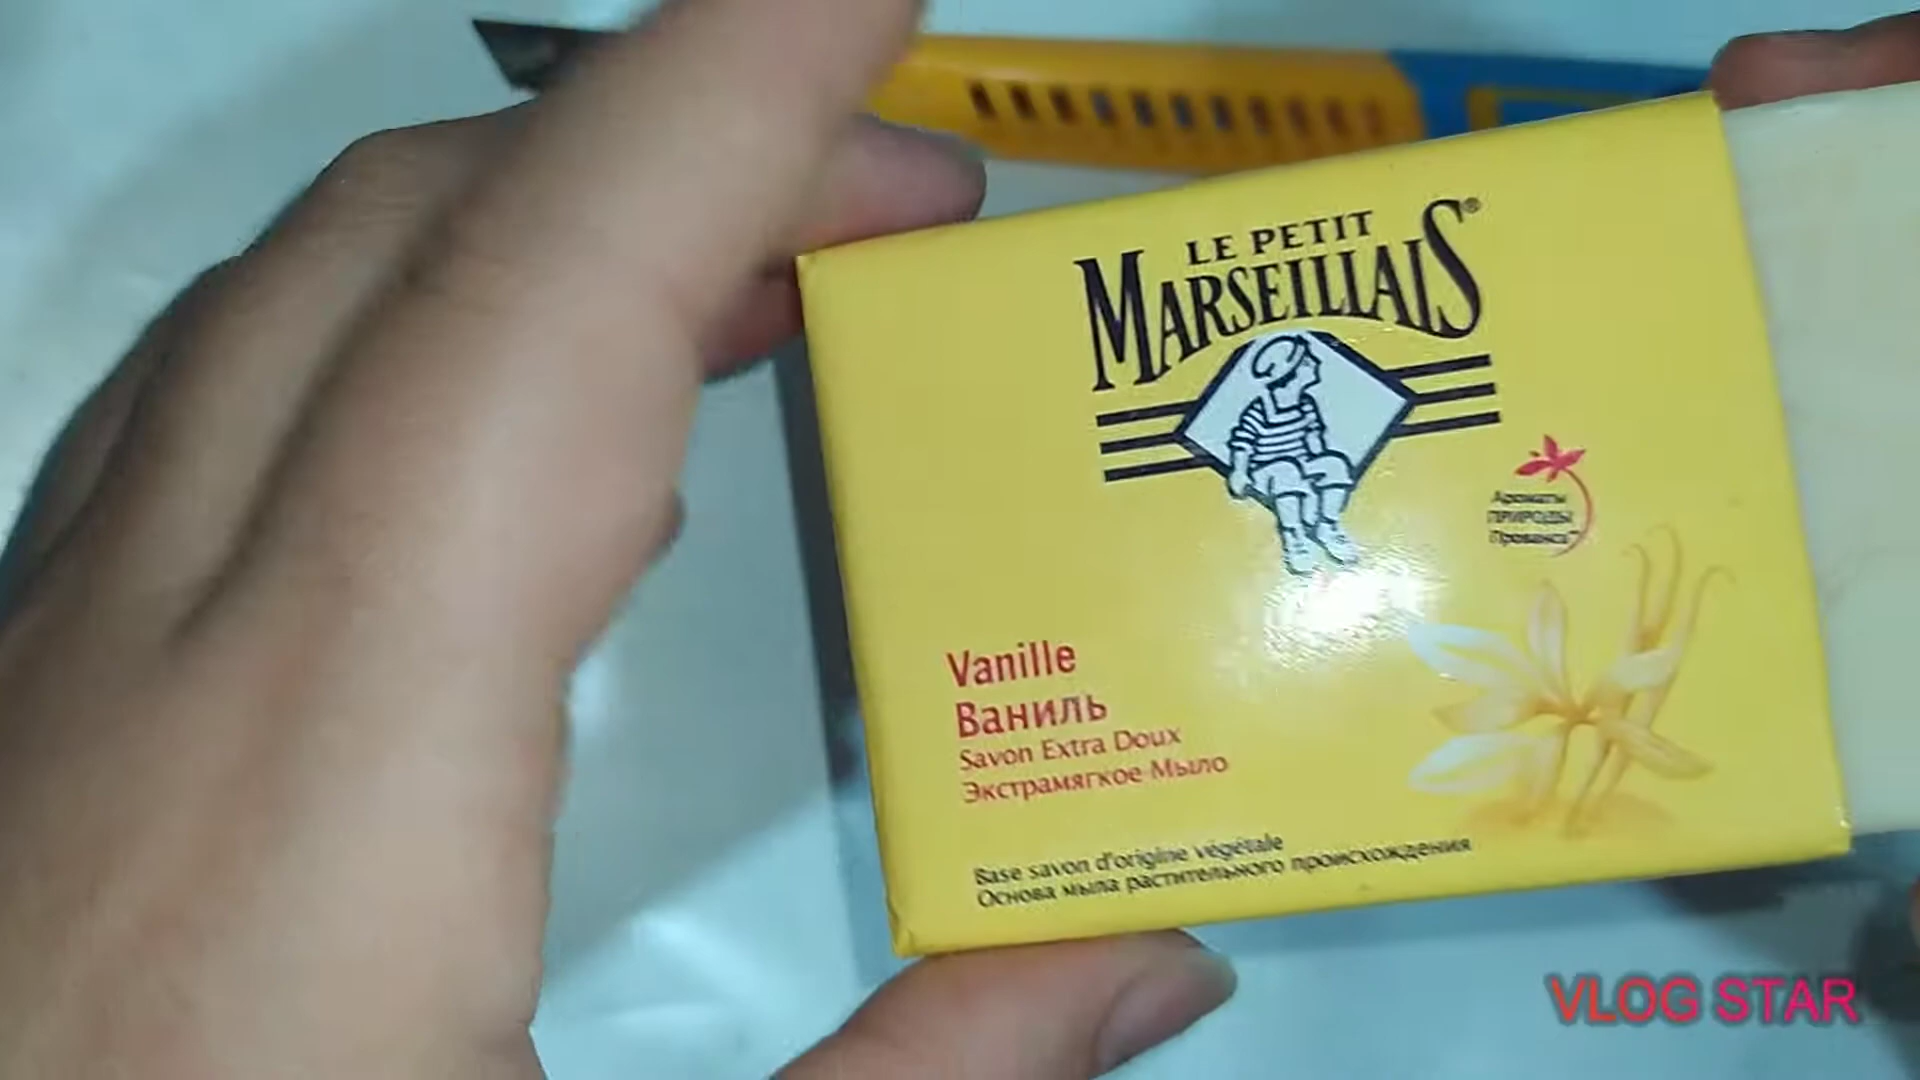 LE PETIT
MARSEILLAIS®
Ароматы
ПРИРОДЫ
Прованса™
Vanille
Ваниль
Savon Extra Doux
Экстрамягкое Мыло
Base savon d'origine végétale
Основа мыла растительного происхождения
VLOG STAR